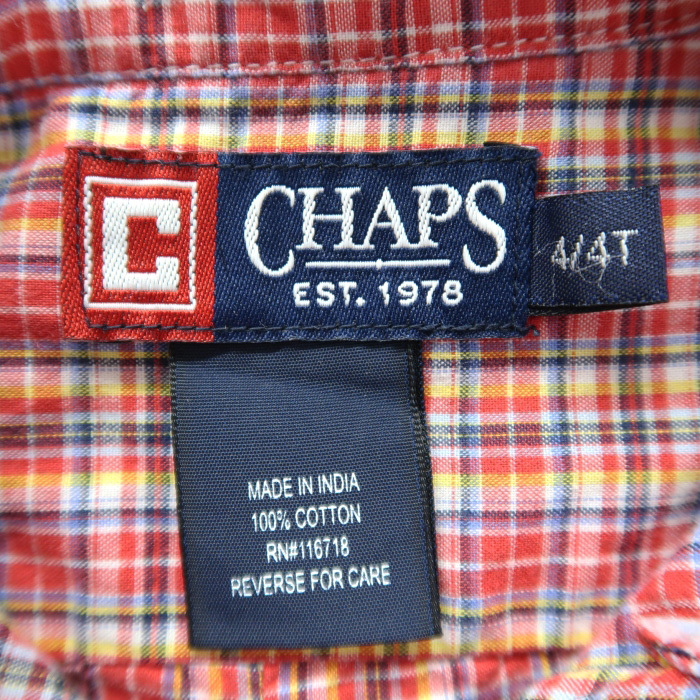 C
CHAPS
EST. 1978
4/4T
MADE IN INDIA
100% COTTON
RN#116718
REVERSE FOR CARE